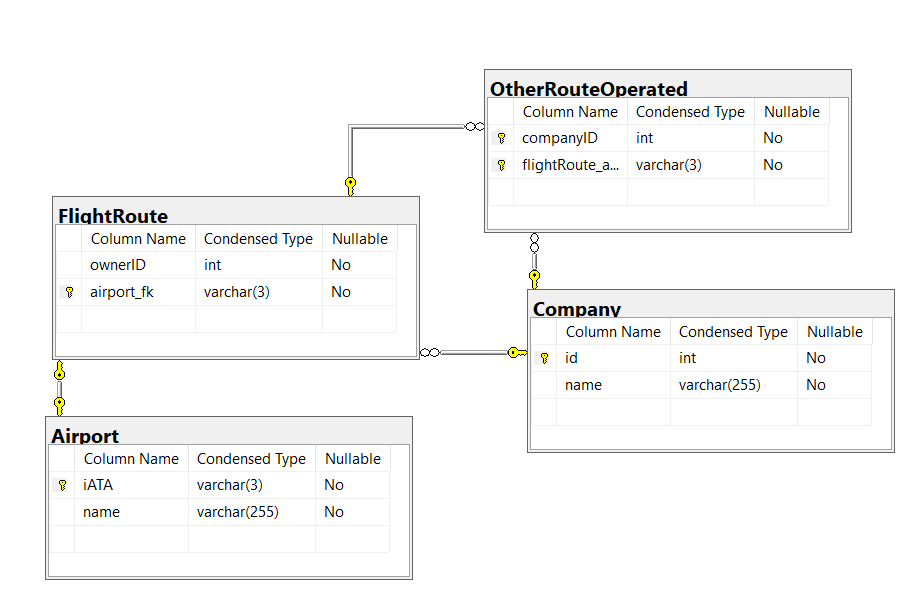 OtherRouteOperated
Column Name Condensed Type Nullable
companyID int No
flightRoute_a... varchar(3) No
FlightRoute
Column Name Condensed Type Nullable
ownerID int No
airport_fk varchar(3) No
Company
Column Name Condensed Type Nullable
id int No
name varchar(255) No
Airport
Column Name Condensed Type Nullable
iATA varchar(3) No
name varchar(255) No